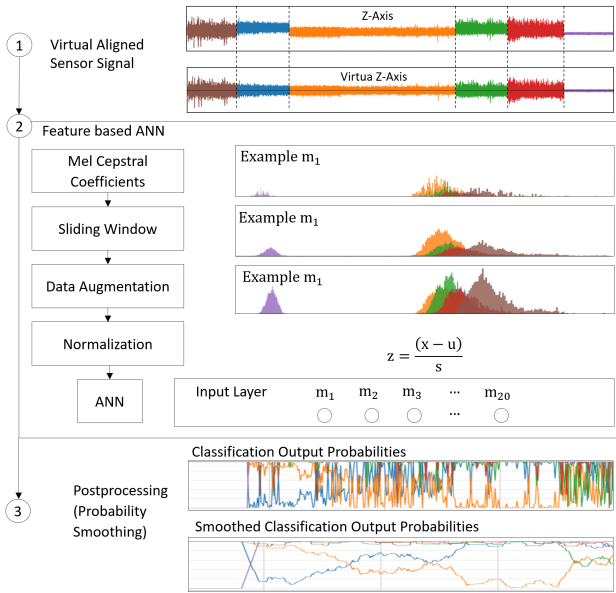 Z-Axis
1
Virtual Aligned
Sensor Signal
Virtua Z-Axis
2
Feature based ANN
Mel Cepstral
Coefficients
Example m₁
Sliding Window
Example m₁
Data Augmentation
Example m₁
Normalization
z = (x − u) / s
ANN
Input Layer m₁ m₂ m₃ ... m₂₀
...
Classification Output Probabilities
3
Postprocessing
(Probability
Smoothing)
Smoothed Classification Output Probabilities